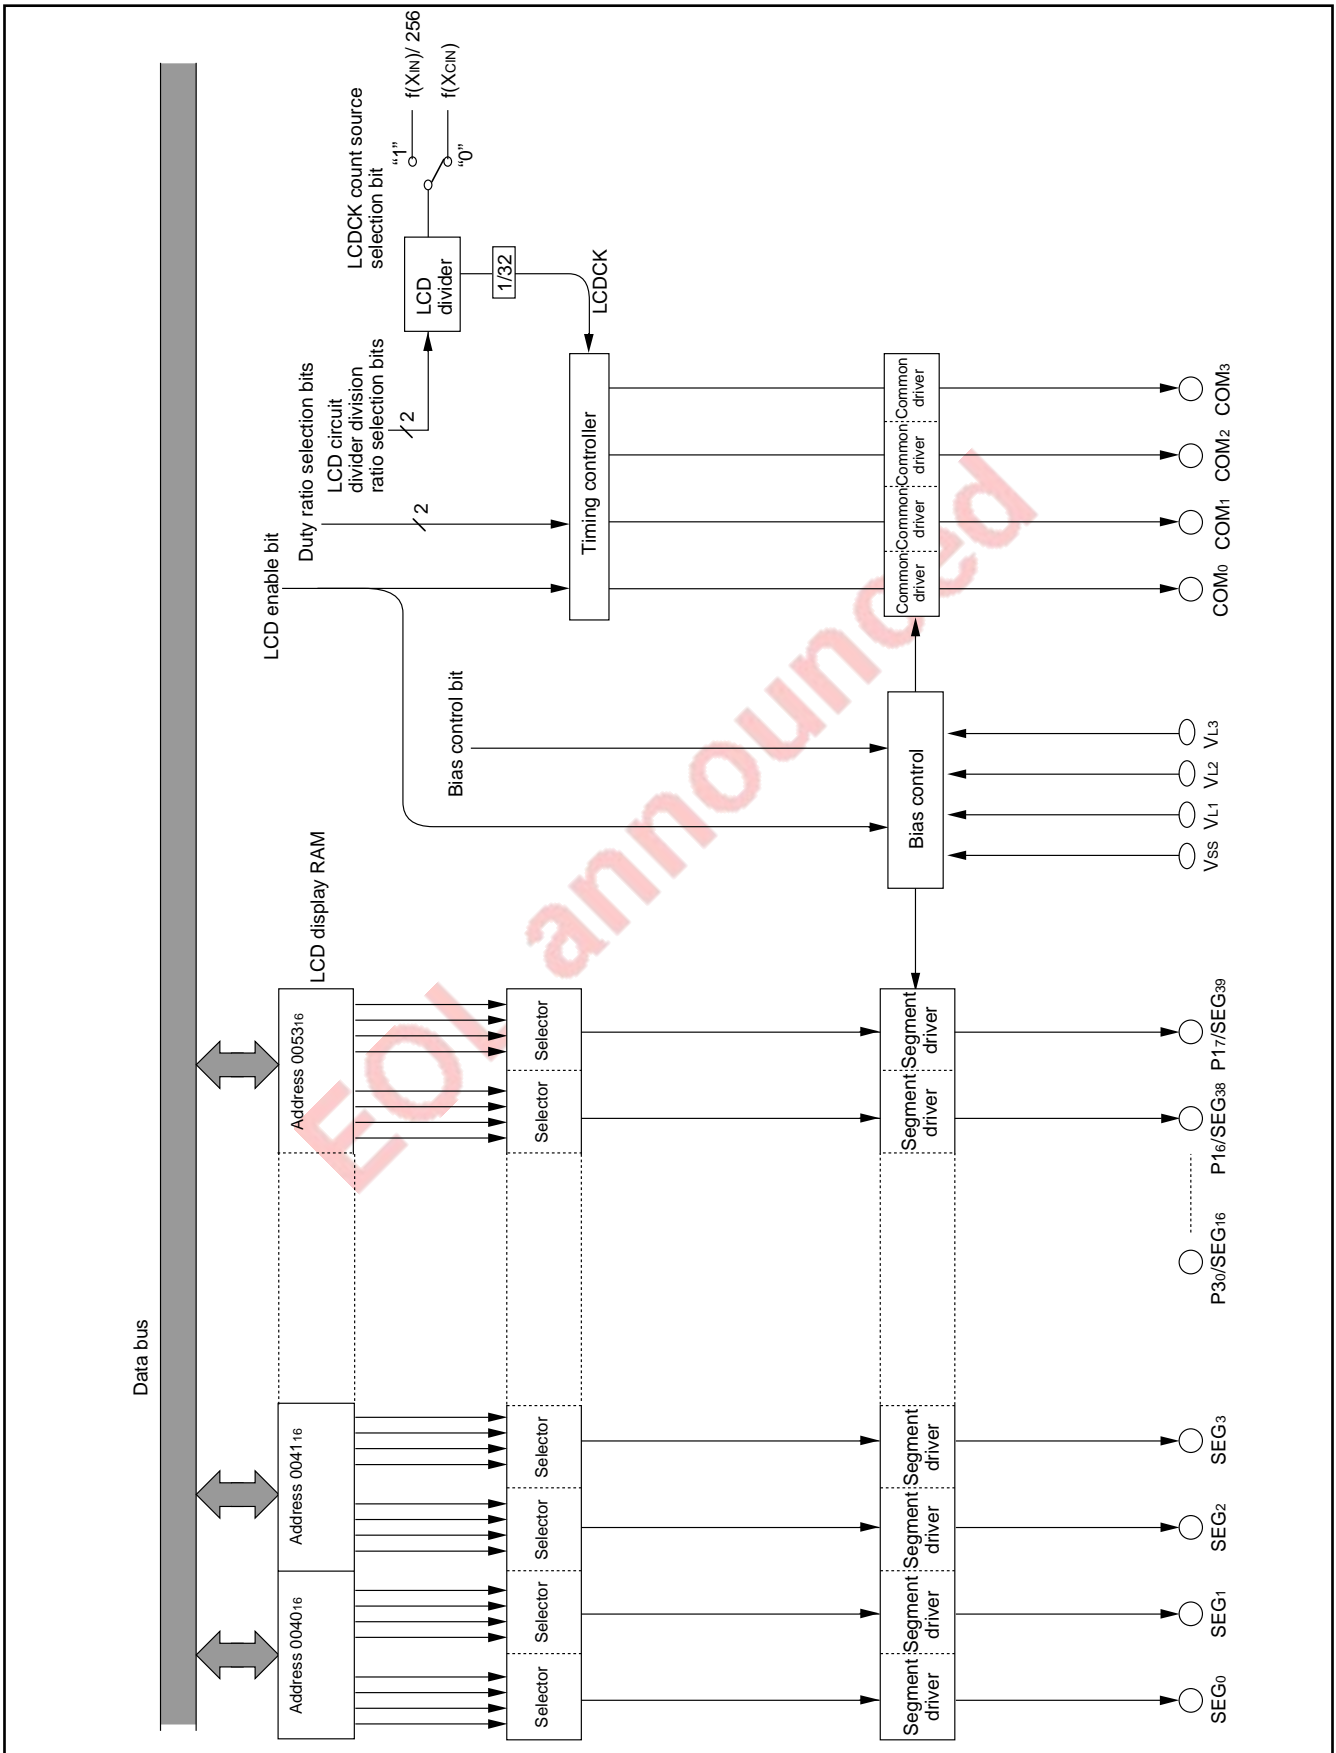 Data bus
LCD enable bit
Duty ratio selection bits
LCD circuit
divider division
ratio selection bits
2
2
LCDCK count source
selection bit
"1"
"0"
f(XIN)/ 256
f(XCIN)
LCD
divider
1/32
LCDCK
Timing controller
Bias control bit
LCD display RAM
Address 004016
Address 004116
Address 005316
Selector
Selector
Selector
Selector
Selector
Selector
Segment
driver
Segment
driver
Segment
driver
Segment
driver
Segment
driver
Segment
driver
Bias control
Common
driver
Common
driver
Common
driver
Common
driver
SEG0
SEG1
SEG2
SEG3
P30/SEG16
P16/SEG38
P17/SEG39
VSS
VL1
VL2
VL3
COM0
COM1
COM2
COM3
EOL announced